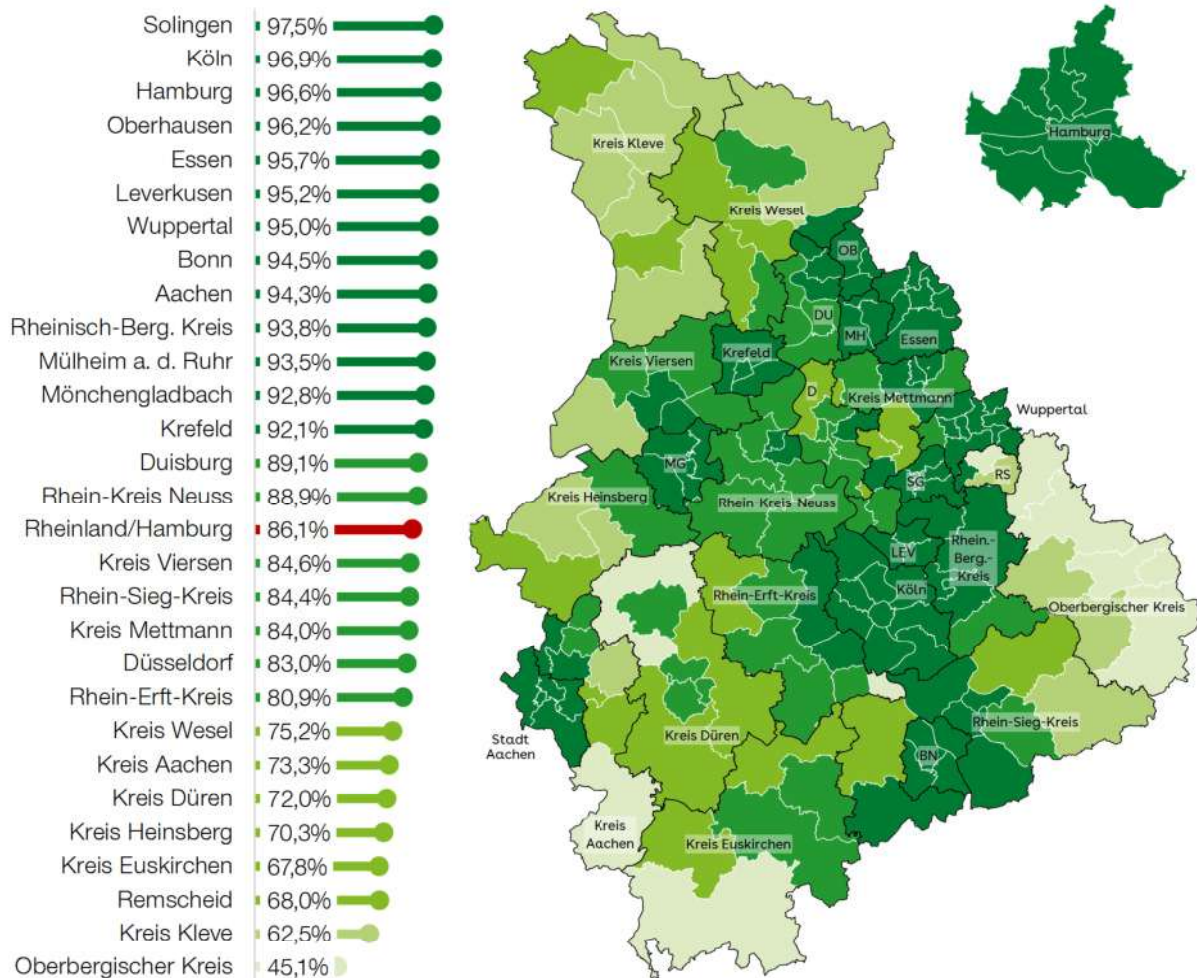 Solingen 97,5%
Köln 96,9%
Hamburg 96,6%
Oberhausen 96,2%
Essen 95,7%
Leverkusen 95,2%
Wuppertal 95,0%
Bonn 94,5%
Aachen 94,3%
Rheinisch-Berg. Kreis 93,8%
Mülheim a. d. Ruhr 93,5%
Mönchengladbach 92,8%
Krefeld 92,1%
Duisburg 89,1%
Rhein-Kreis Neuss 88,9%
Rheinland/Hamburg 86,1%
Kreis Viersen 84,6%
Rhein-Sieg-Kreis 84,4%
Kreis Mettmann 84,0%
Düsseldorf 83,0%
Rhein-Erft-Kreis 80,9%
Kreis Wesel 75,2%
Kreis Aachen 73,3%
Kreis Düren 72,0%
Kreis Heinsberg 70,3%
Kreis Euskirchen 67,8%
Remscheid 68,0%
Kreis Kleve 62,5%
Oberbergischer Kreis 45,1%
Hamburg
Kreis Kleve
Kreis Wesel
OB
DU
MH
Essen
Krefeld
Kreis Viersen
D
Kreis Mettmann
Wuppertal
MG
SG
RS
Kreis Heinsberg
Rhein-Kreis-Neuss
LEV
Rhein.-
Berg.-
Kreis
Köln
Rhein-Erft-Kreis
Oberbergischer Kreis
Rhein-Sieg-Kreis
Kreis Düren
Stadt
Aachen
BN
Kreis
Aachen
Kreis Euskirchen